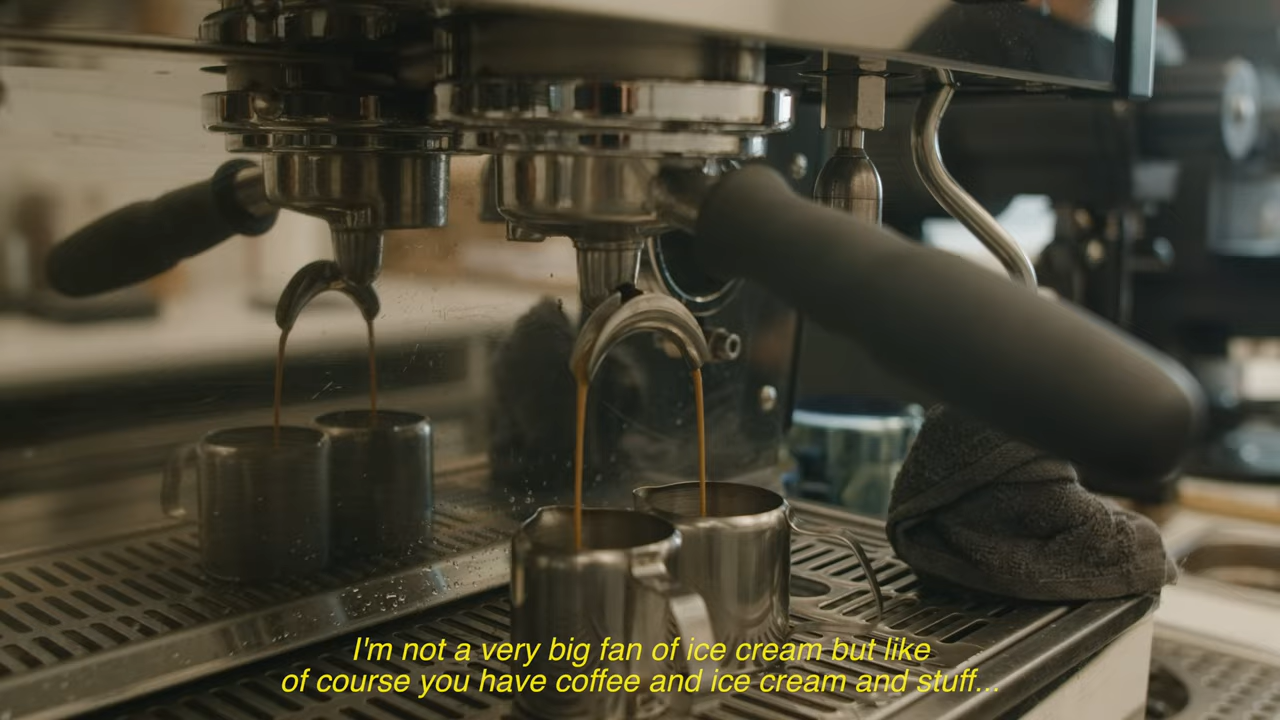 I'm not a very big fan of ice cream but like
of course you have coffee and ice cream and stuff...